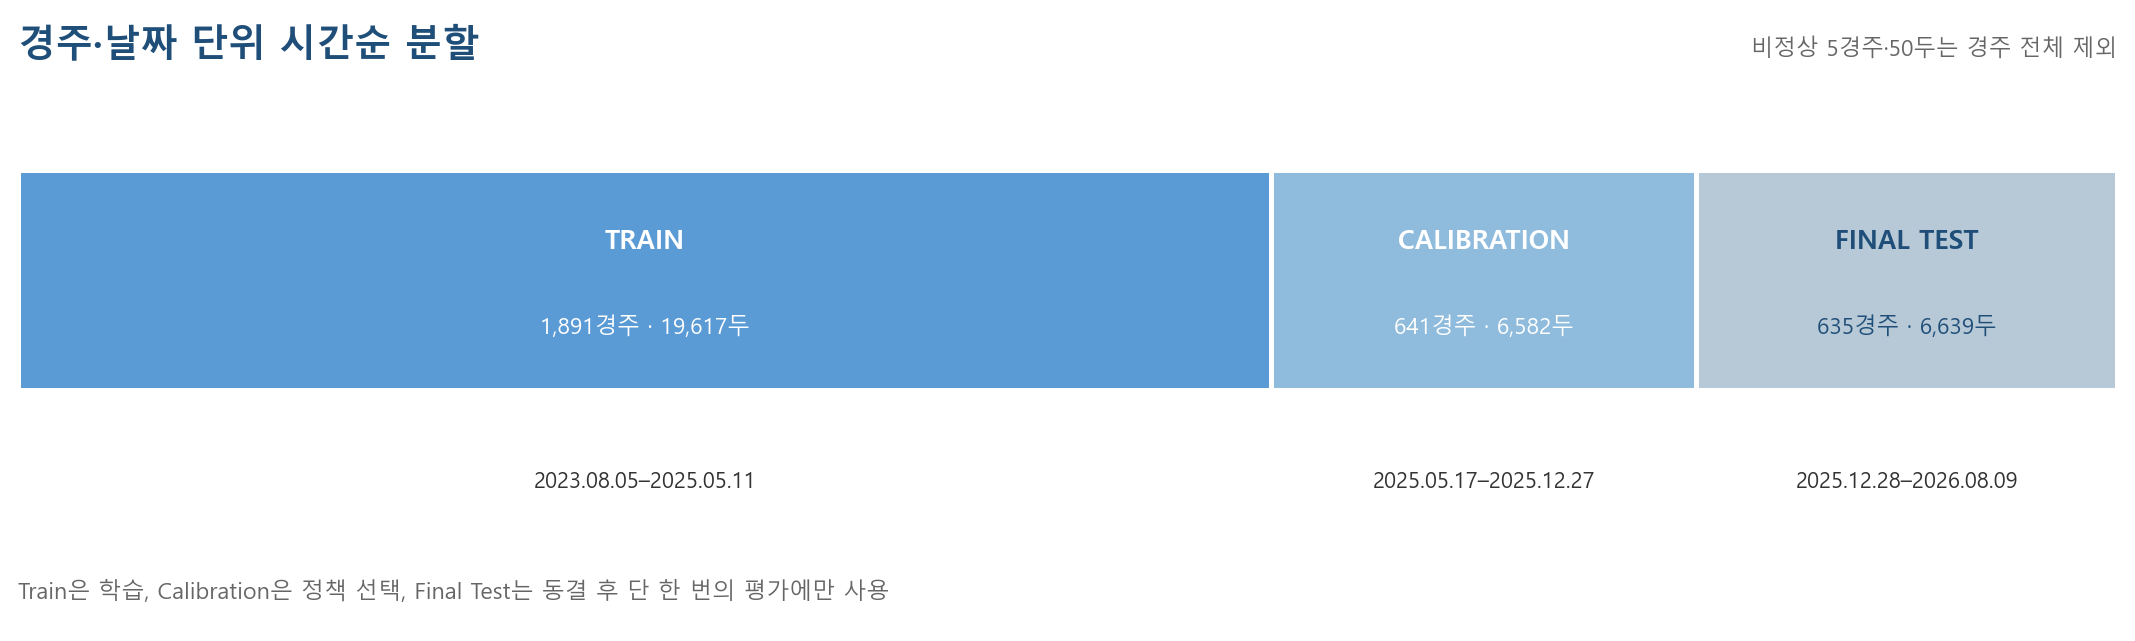 경주·날짜 단위 시간순 분할
비정상 5경주·50두는 경주 전체 제외
TRAIN
1,891경주 · 19,617두
CALIBRATION
641경주 · 6,582두
FINAL TEST
635경주 · 6,639두
2023.08.05–2025.05.11
2025.05.17–2025.12.27
2025.12.28–2026.08.09
Train은 학습, Calibration은 정책 선택, Final Test는 동결 후 단 한 번의 평가에만 사용